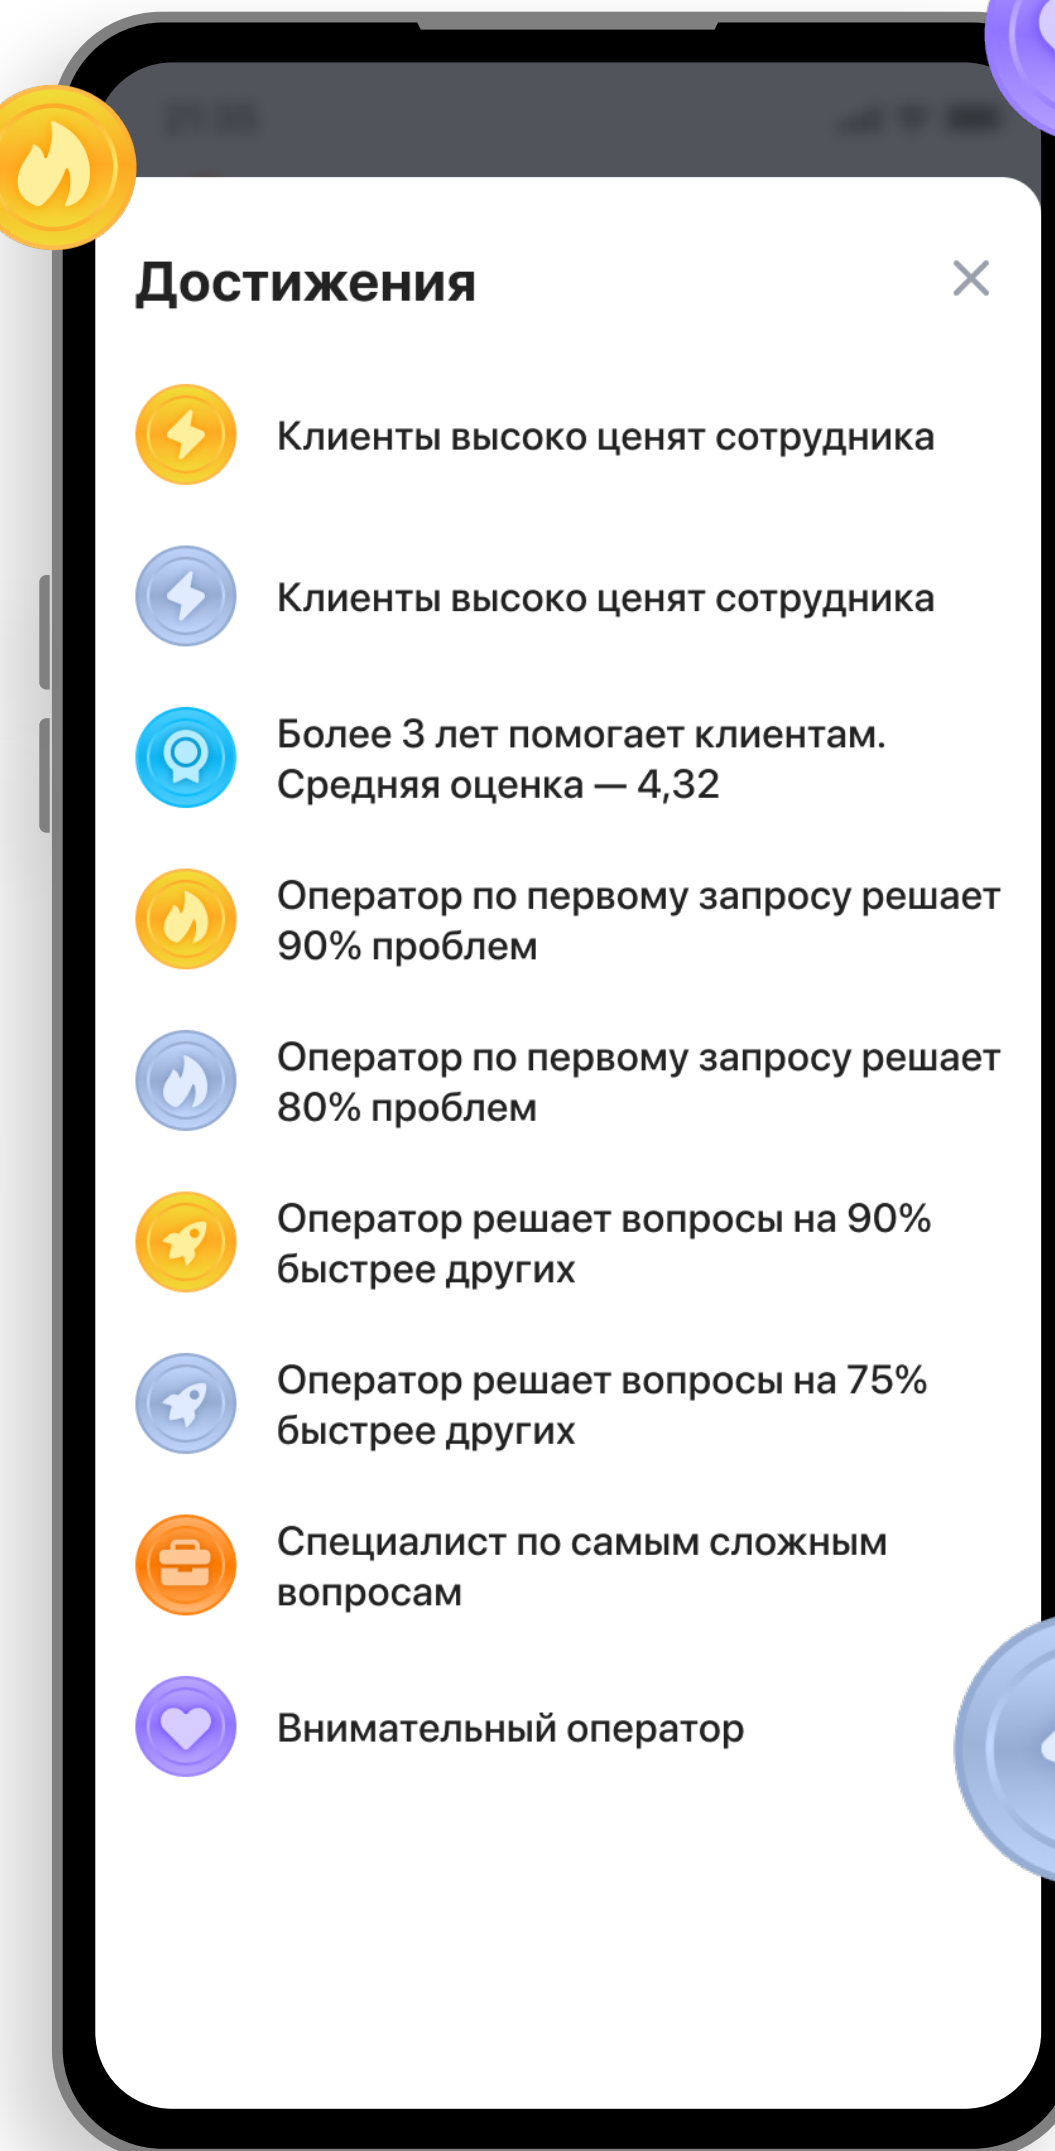 Достижения
Клиенты высоко ценят сотрудника
Клиенты высоко ценят сотрудника
Более 3 лет помогает клиентам.
Средняя оценка — 4,32
Оператор по первому запросу решает
90% проблем
Оператор по первому запросу решает
80% проблем
Оператор решает вопросы на 90%
быстрее других
Оператор решает вопросы на 75%
быстрее других
Специалист по самым сложным
вопросам
Внимательный оператор